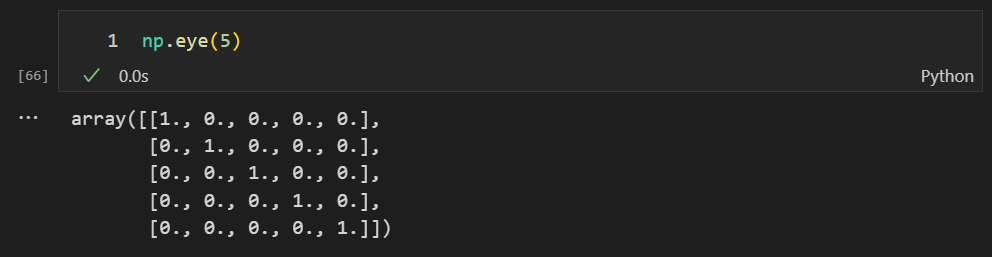 1 np.eye(5)
[66] ✓ 0.0s Python
... array([[1., 0., 0., 0., 0.],
[0., 1., 0., 0., 0.],
[0., 0., 1., 0., 0.],
[0., 0., 0., 1., 0.],
[0., 0., 0., 0., 1.]])